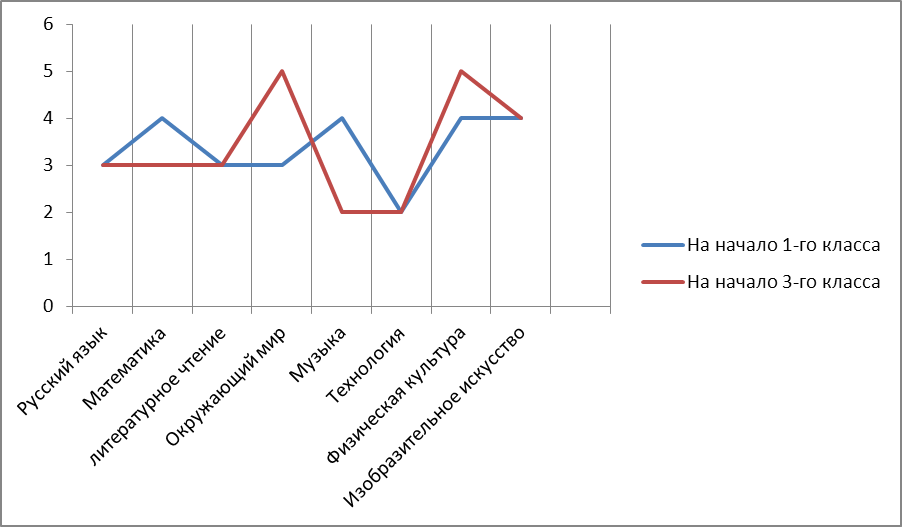 6
5
4
3
2
1
0
Русский язык
Математика
литературное чтение
Окружающий мир
Музыка
Технология
Физическая культура
Изобразительное искусство
На начало 1-го класса
На начало 3-го класса